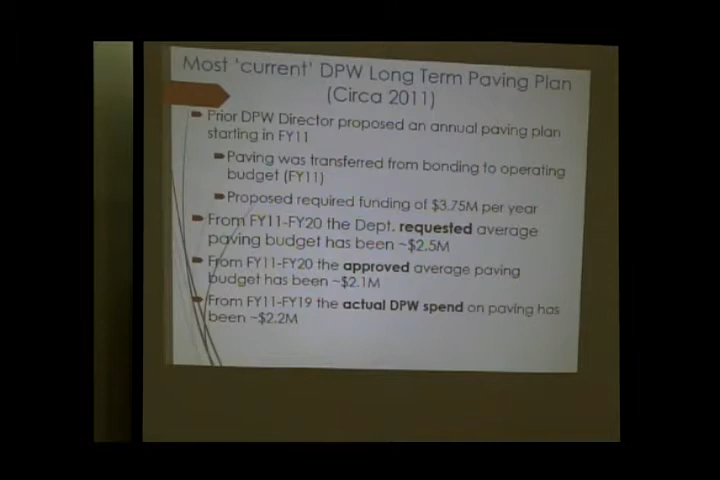 Most 'current' DPW Long Term Paving Plan
(Circa 2011)
Prior DPW Director proposed an annual paving plan
starting in FY11
Paving was transferred from bonding to operating
budget (FY11)
Proposed required funding of $3.75M per year
From FY11-FY20 the Dept. requested average
paving budget has been ~$2.5M
From FY11-FY20 the approved average paving
budget has been ~$2.1M
From FY11-FY19 the actual DPW spend on paving has
been ~$2.2M